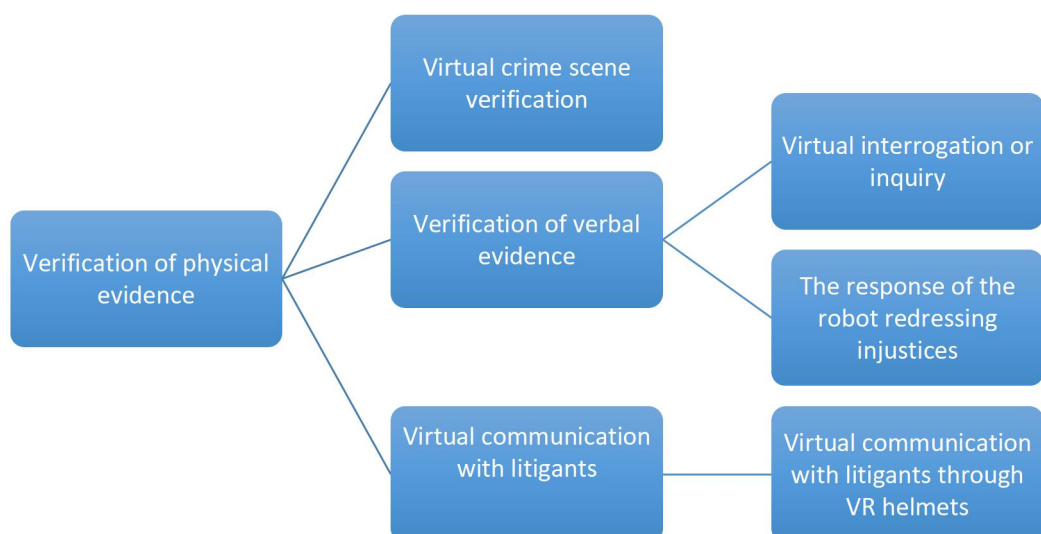 Verification of physical
evidence
Virtual crime scene
verification
Verification of verbal
evidence
Virtual communication
with litigants
Virtual interrogation or
inquiry
The response of the
robot redressing
injustices
Virtual communication
with litigants through
VR helmets